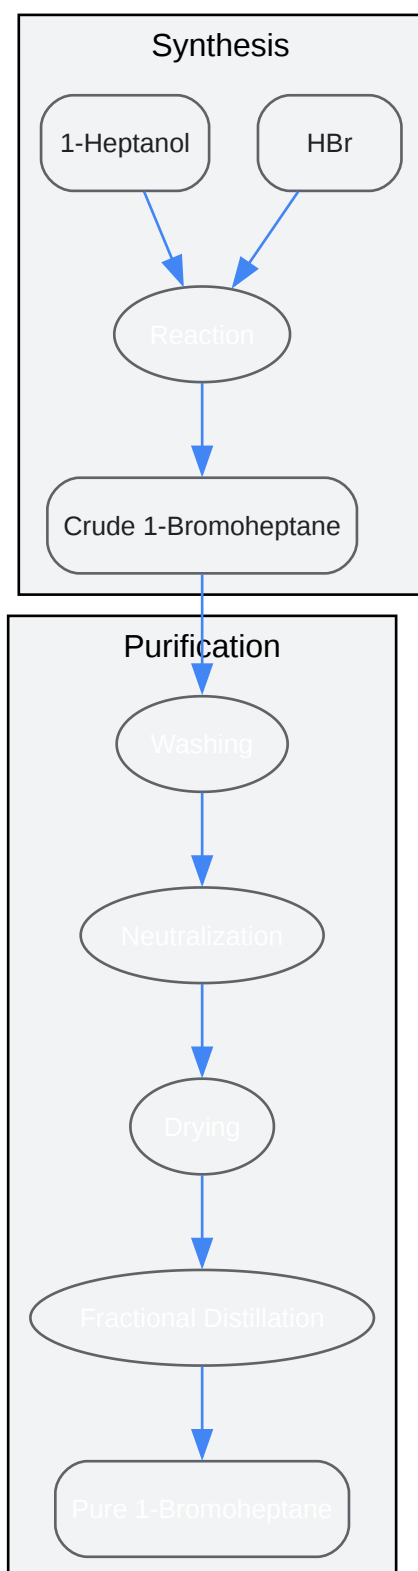 Synthesis
1-Heptanol
HBr
Reaction
Crude 1-Bromoheptane
Purification
Washing
Neutralization
Drying
Fractional Distillation
Pure 1-Bromoheptane